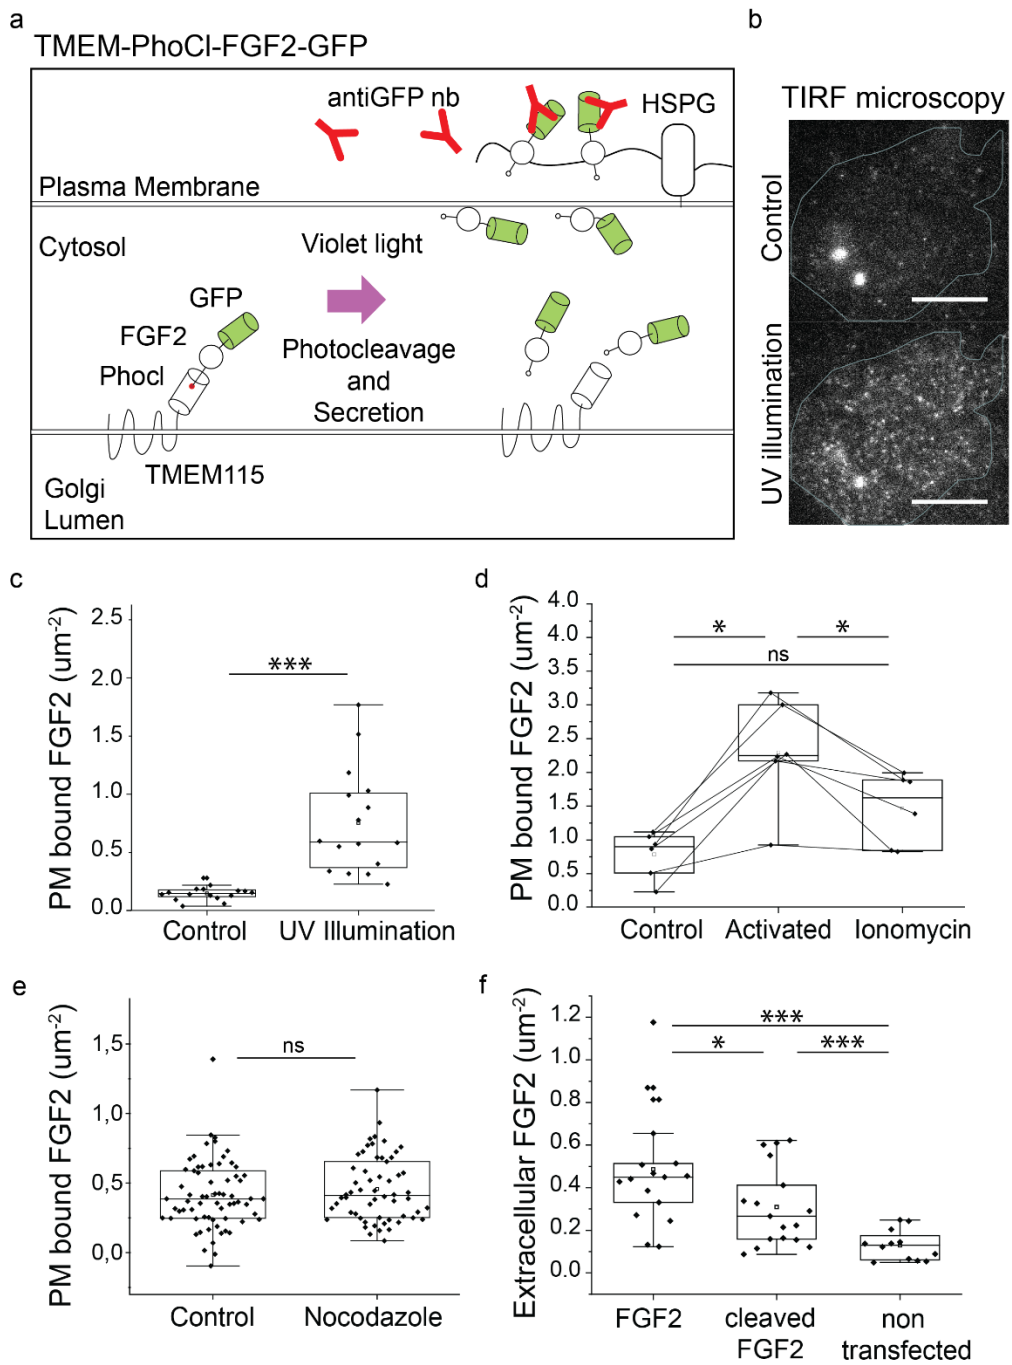 a
TMEM-PhoCl-FGF2-GFP
antiGFP nb
HSPG
Plasma Membrane
Cytosol
Violet light
GFP
FGF2
Phocl
Photocleavage
and
Secretion
TMEM115
Golgi
Lumen
b
TIRF microscopy
Control
UV illumination
c
PM bound FGF2 (um-2)
2.5
2.0
1.5
1.0
0.5
0.0
***
Control
UV Illumination
d
PM bound FGF2 (um-2)
4.0
3.5
4.0
3.5
3.0
2.5
2.0
1.5
1.0
0.5
0.0
*
*
ns
Control
Activated
Ionomycin
e
PM bound FGF2 (um-2)
1,5
1,0
0,5
0,0
ns
Control
Nocodazole
f
Extracellular FGF2 (um-2)
1.2
1.0
0.8
0.6
0.4
0.2
0.0
***
*
***
FGF2
cleaved
FGF2
non
transfected